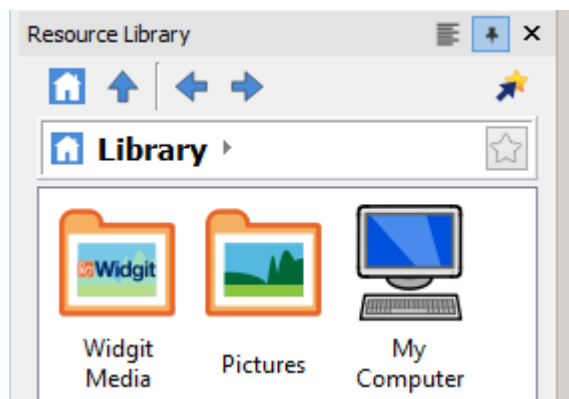 Resource Library
Library
Widgit
Widgit
Media
Pictures
My
Computer